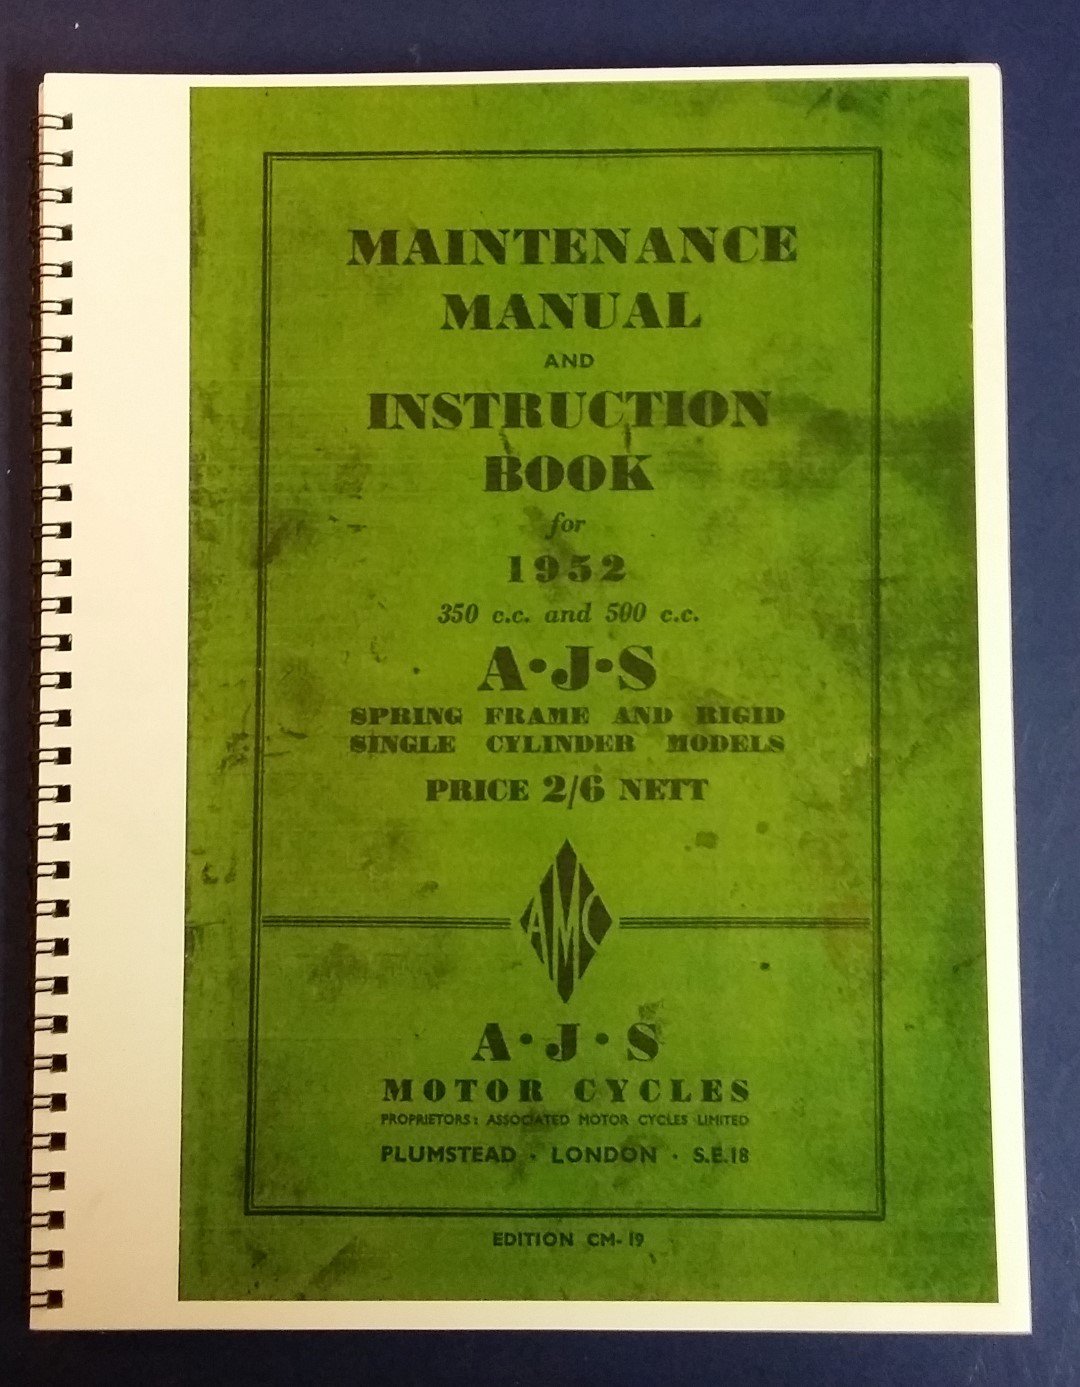 MAINTENANCE
MANUAL
AND
INSTRUCTION
BOOK
for
1952
350 c.c. and 500 c.c.
A·J·S
SPRING FRAME AND RIGID
SINGLE CYLINDER MODELS
PRICE 2/6 NETT
AMC
A·J·S
MOTOR CYCLES
PROPRIETORS: ASSOCIATED MOTOR CYCLES LIMITED
PLUMSTEAD · LONDON · S.E.18
EDITION CM-19